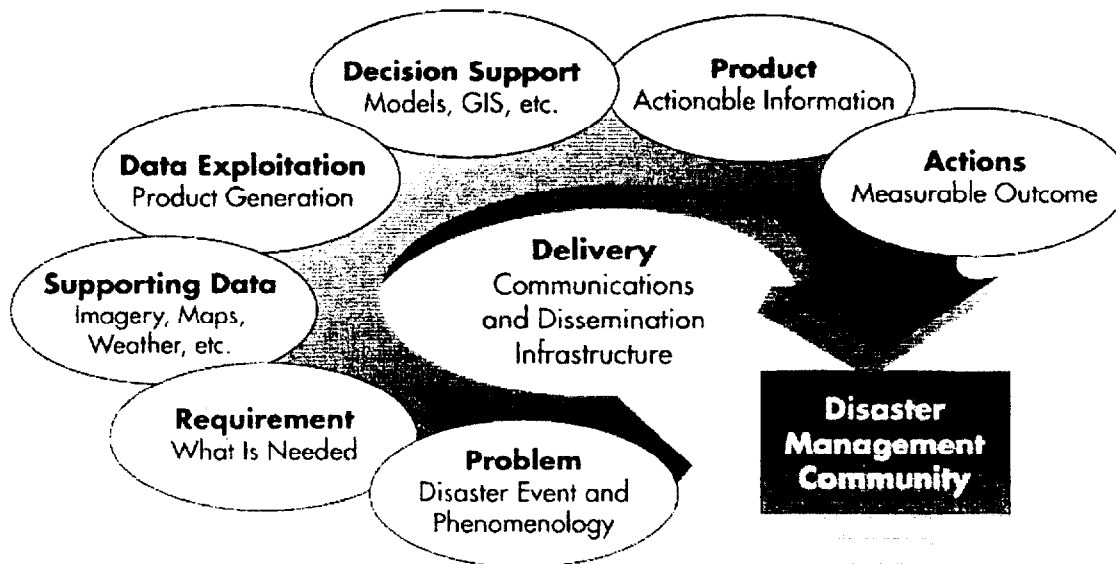 Decision Support
Models, GIS, etc.
Product
Actionable Information
Data Exploitation
Product Generation
Actions
Measurable Outcome
Delivery
Communications
and Dissemination
Infrastructure
Supporting Data
Imagery, Maps,
Weather, etc.
Requirement
What Is Needed
Problem
Disaster Event and
Phenomenology
Disaster
Management
Community